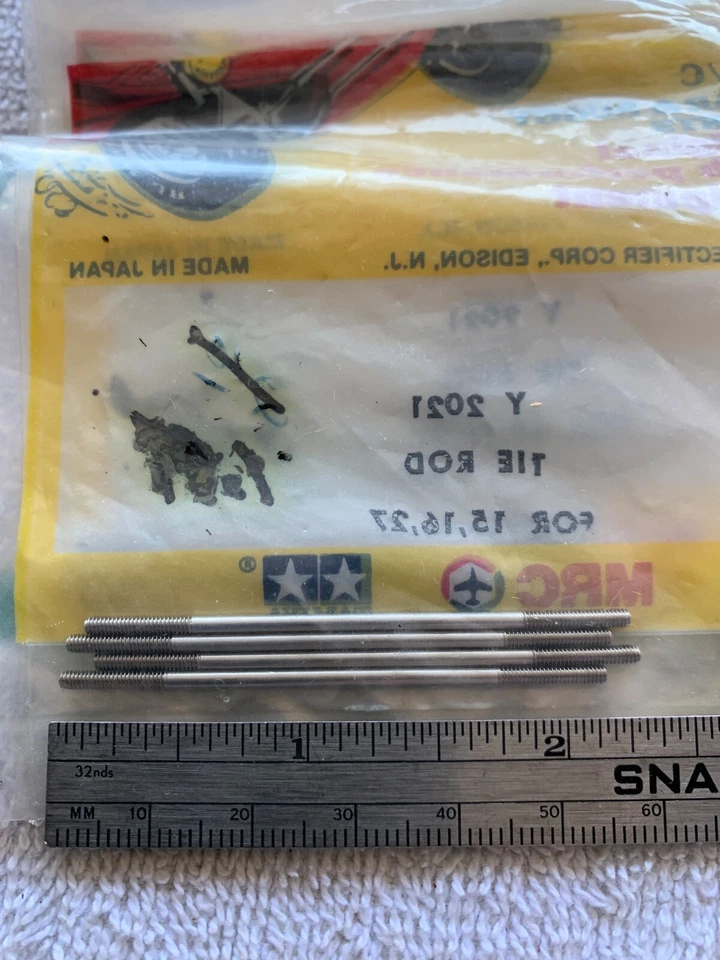 MADE IN JAPAN
ECTIFIER CORP., EDISON, N.J.
Y 2021
TIE ROD
FOR 15,16,27
MRC
®
1 2
32nds
SNA
MM 10 20 30 40 50 60